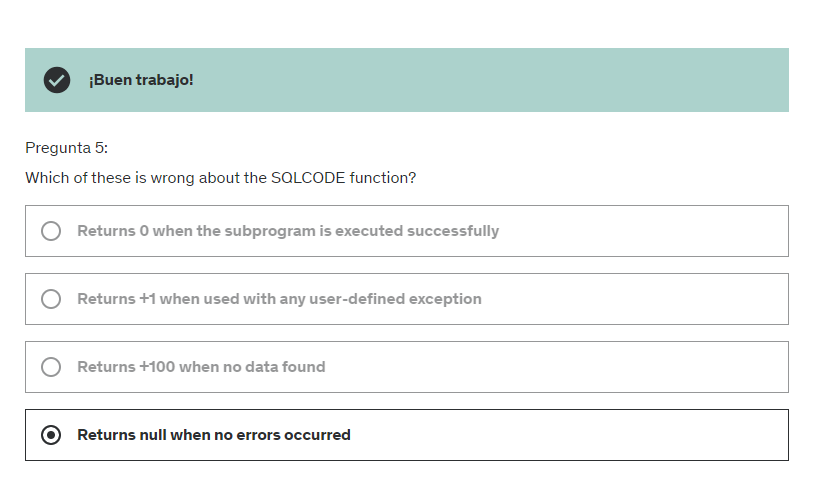 ¡Buen trabajo!
Pregunta 5:
Which of these is wrong about the SQLCODE function?
Returns 0 when the subprogram is executed successfully
Returns +1 when used with any user-defined exception
Returns +100 when no data found
Returns null when no errors occurred